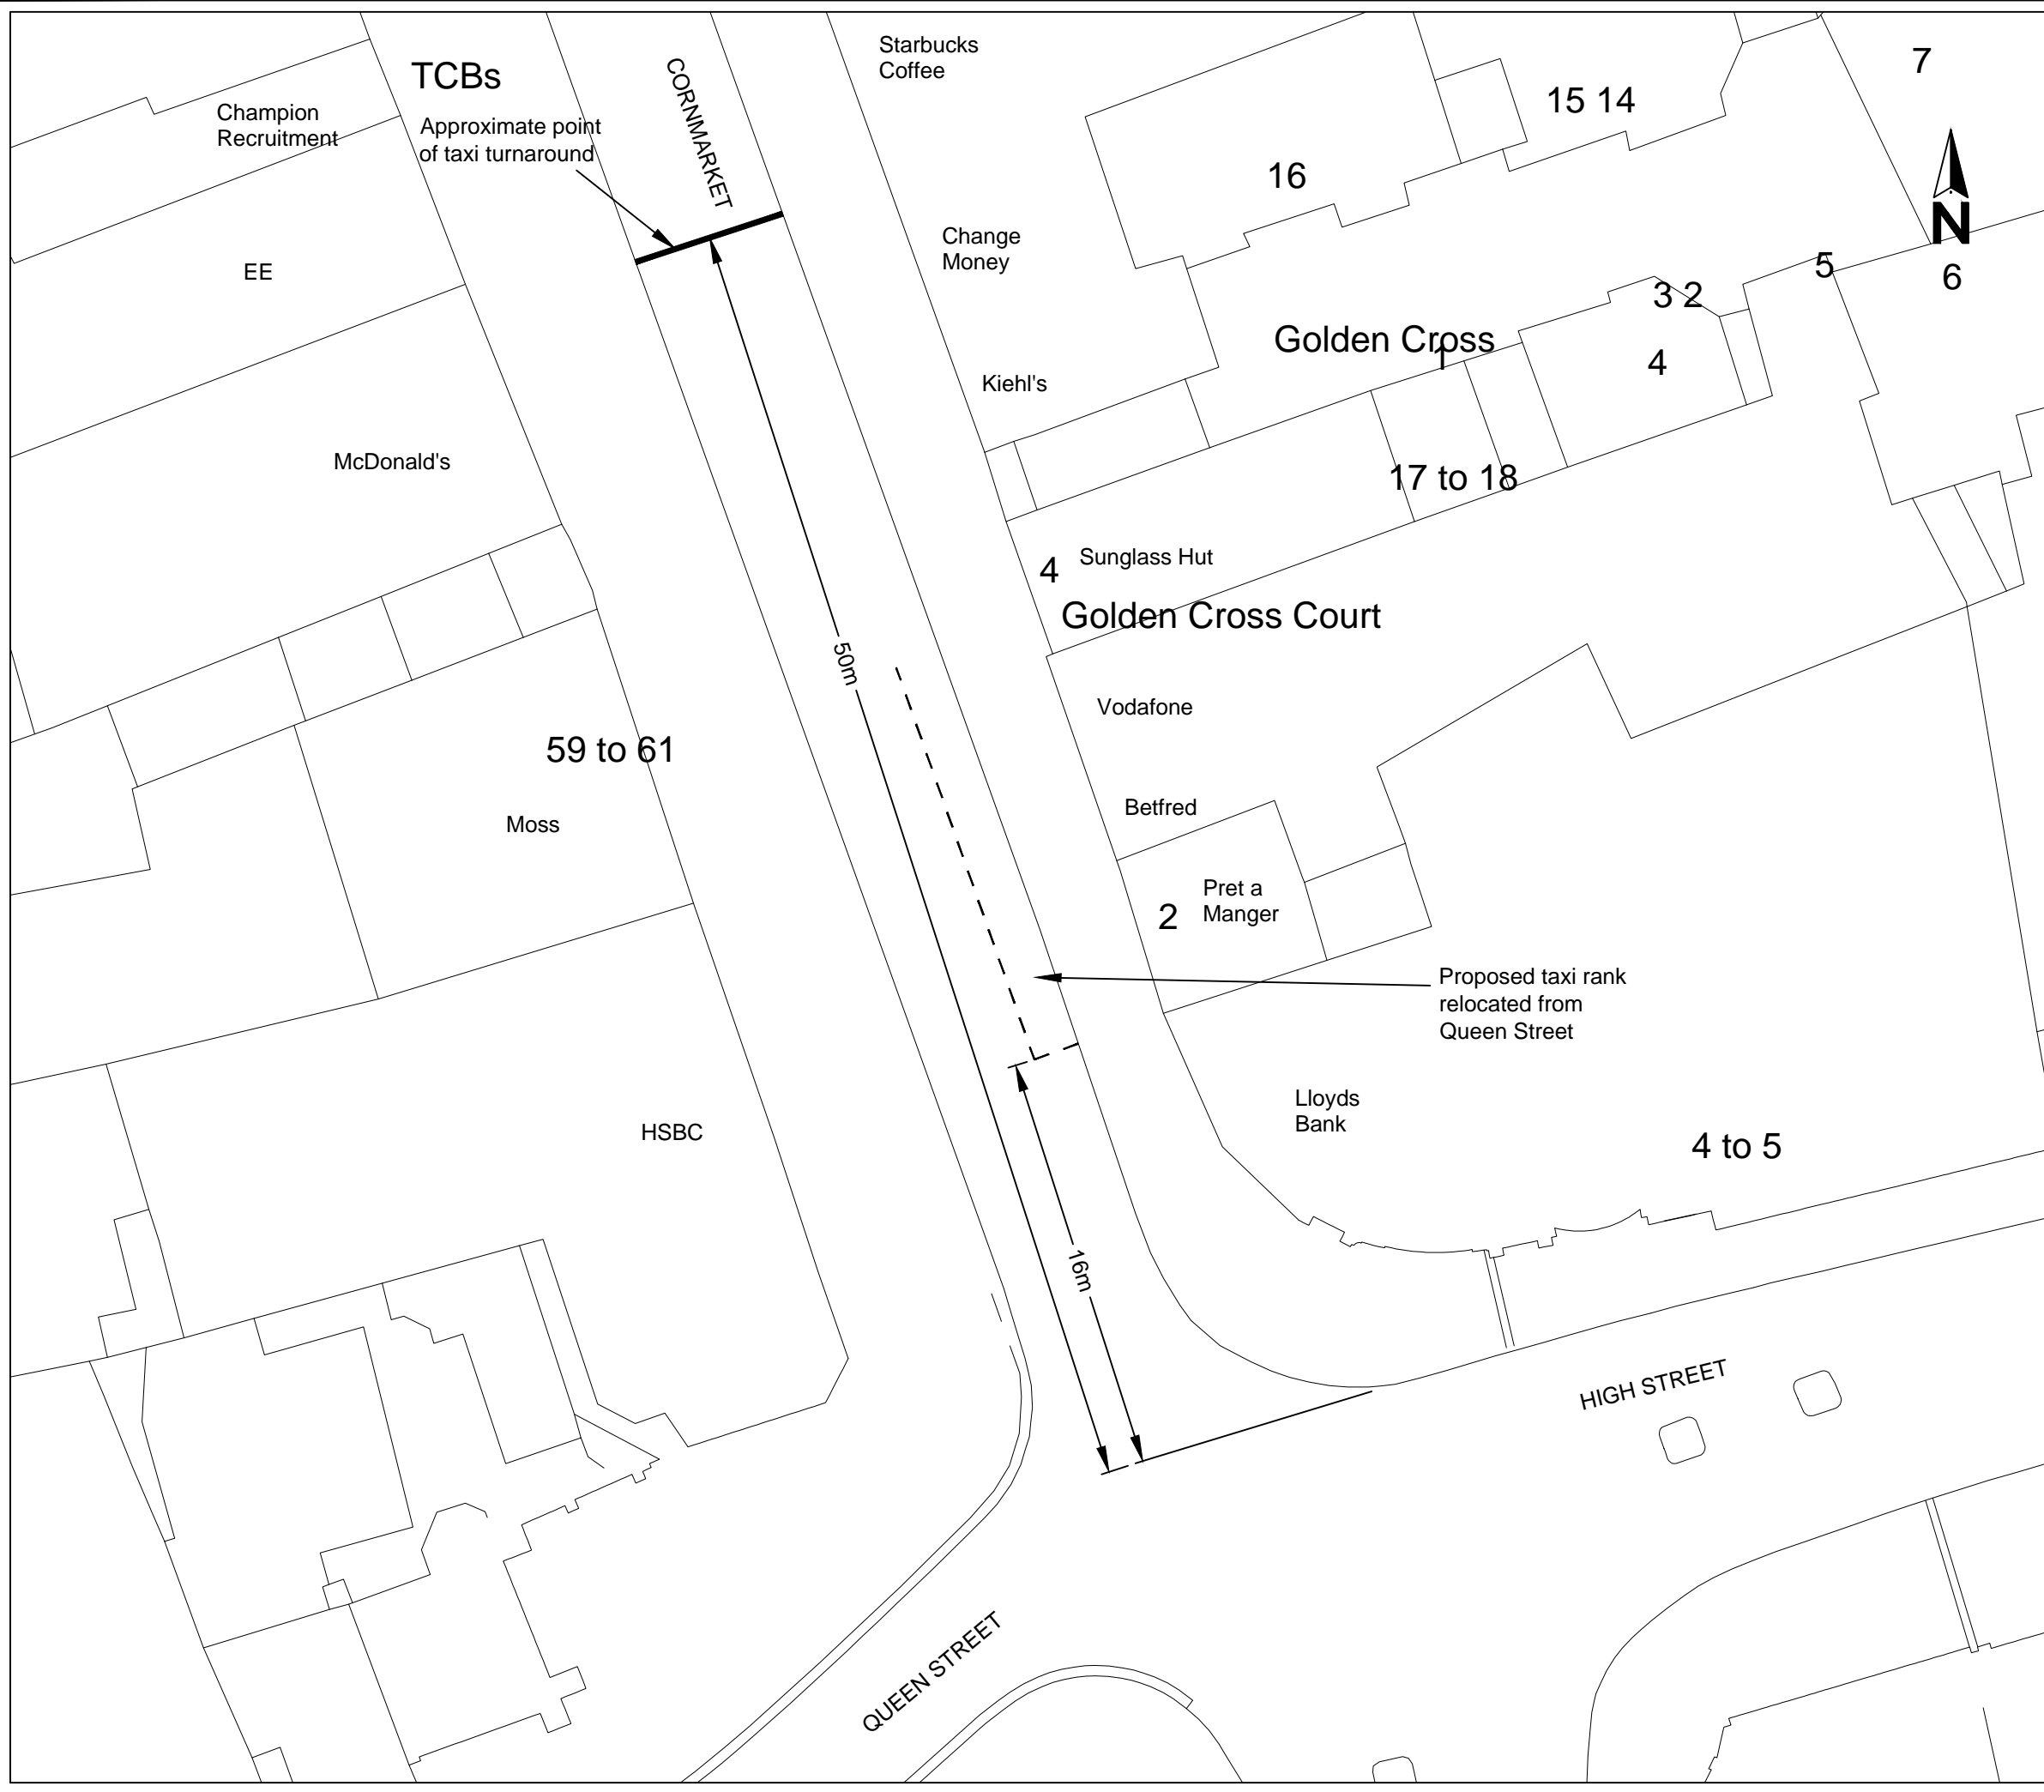 Starbucks
Coffee
7
TCBs
CORNMARKET
15 14
Champion
Recruitment
Approximate point
of taxi turnaround
16
N
Change
Money
EE
5
6
3 2
Golden Cross
1
4
Kiehl's
McDonald's
17 to 18
4
Sunglass Hut
Golden Cross Court
50m
Vodafone
59 to 61
Betfred
Moss
Pret a
Manger
2
Proposed taxi rank
relocated from
Queen Street
Lloyds
Bank
HSBC
4 to 5
16m
HIGH STREET
QUEEN STREET